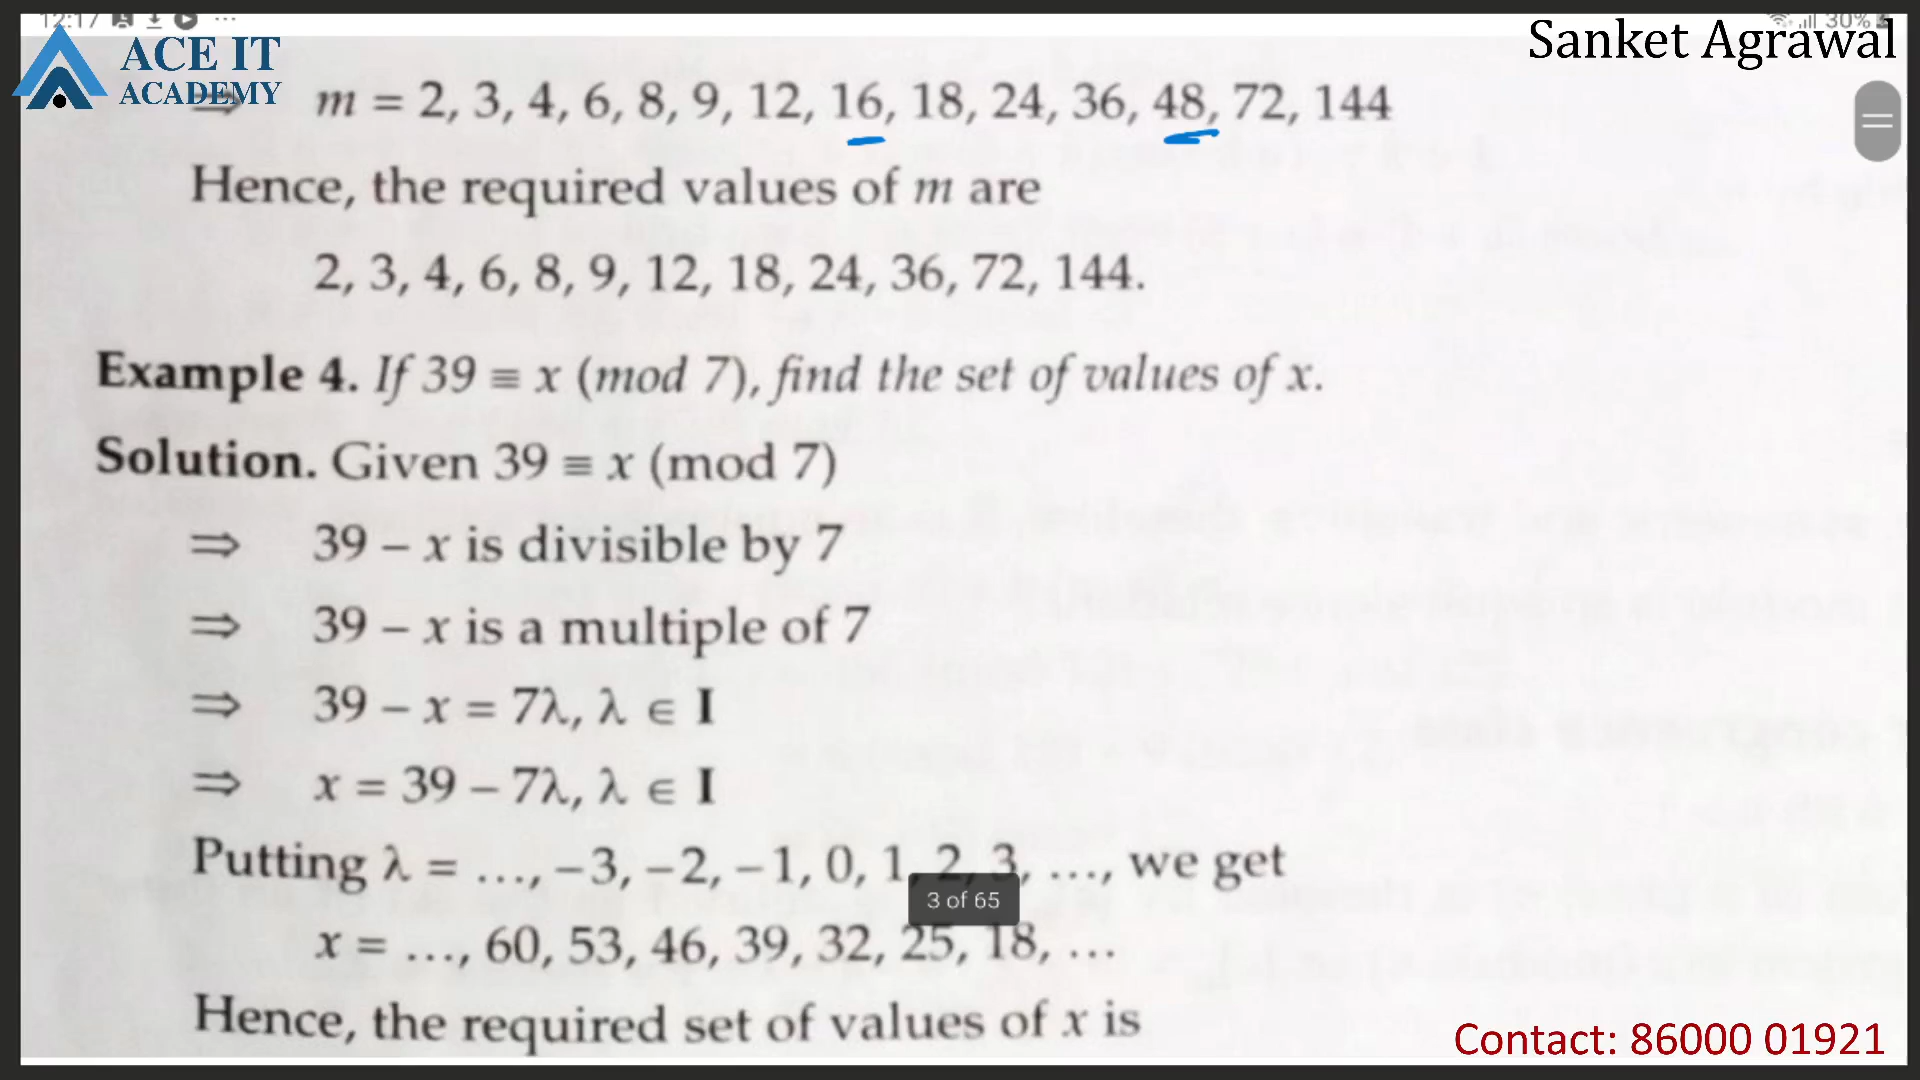 12:17
30%
ACE IT
ACADEMY
Sanket Agrawal
⇒ m = 2, 3, 4, 6, 8, 9, 12, 16, 18, 24, 36, 48, 72, 144
Hence, the required values of m are
2, 3, 4, 6, 8, 9, 12, 18, 24, 36, 72, 144.
Example 4. If 39 ≡ x (mod 7), find the set of values of x.
Solution. Given 39 ≡ x (mod 7)
⇒ 39 – x is divisible by 7
⇒ 39 – x is a multiple of 7
⇒ 39 – x = 7λ, λ ∈ I
⇒ x = 39 – 7λ, λ ∈ I
Putting λ = ..., –3, –2, –1, 0, 1, 2, 3, ..., we get
3 of 65
x = ..., 60, 53, 46, 39, 32, 25, 18, ...
Hence, the required set of values of x is
Contact: 86000 01921